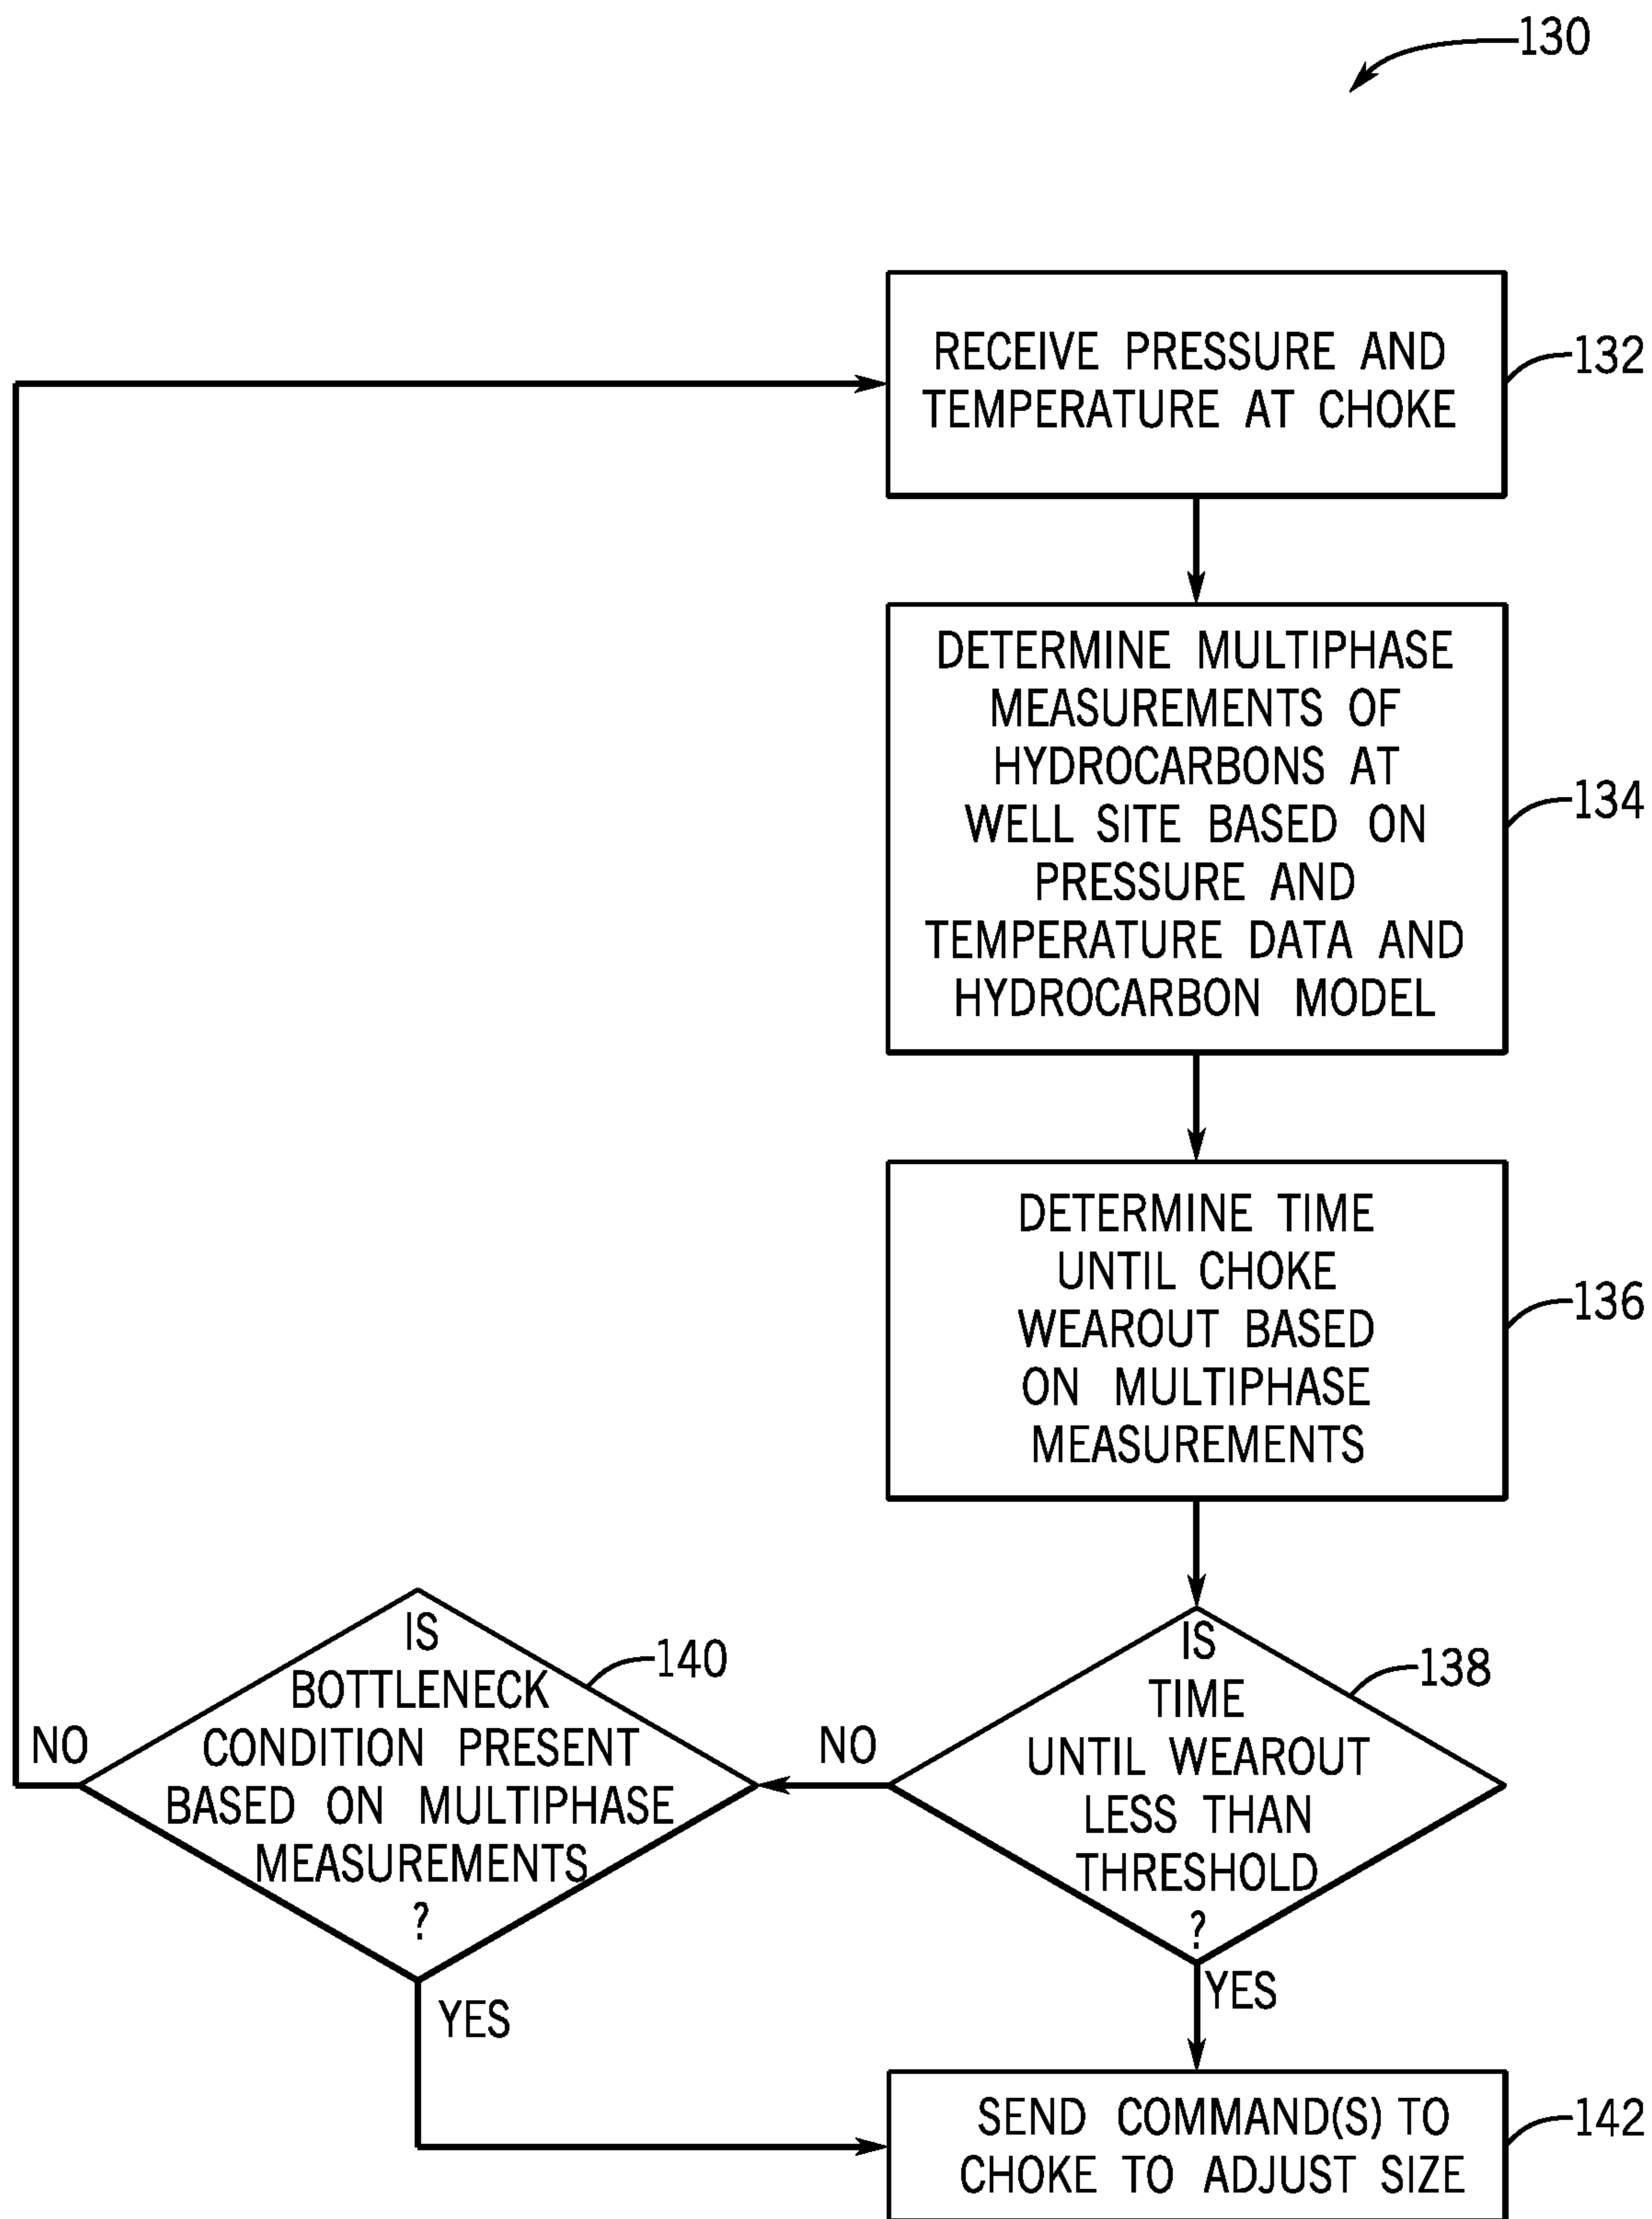 130
RECEIVE PRESSURE AND
TEMPERATURE AT CHOKE
132
DETERMINE MULTIPHASE
MEASUREMENTS OF
HYDROCARBONS AT
WELL SITE BASED ON
PRESSURE AND
TEMPERATURE DATA AND
HYDROCARBON MODEL
134
DETERMINE TIME
UNTIL CHOKE
WEAROUT BASED
ON MULTIPHASE
MEASUREMENTS
136
IS
TIME
UNTIL WEAROUT
LESS THAN
THRESHOLD
?
138
NO
YES
IS
BOTTLENECK
CONDITION PRESENT
BASED ON MULTIPHASE
MEASUREMENTS
?
140
NO
YES
SEND COMMAND(S) TO
CHOKE TO ADJUST SIZE
142